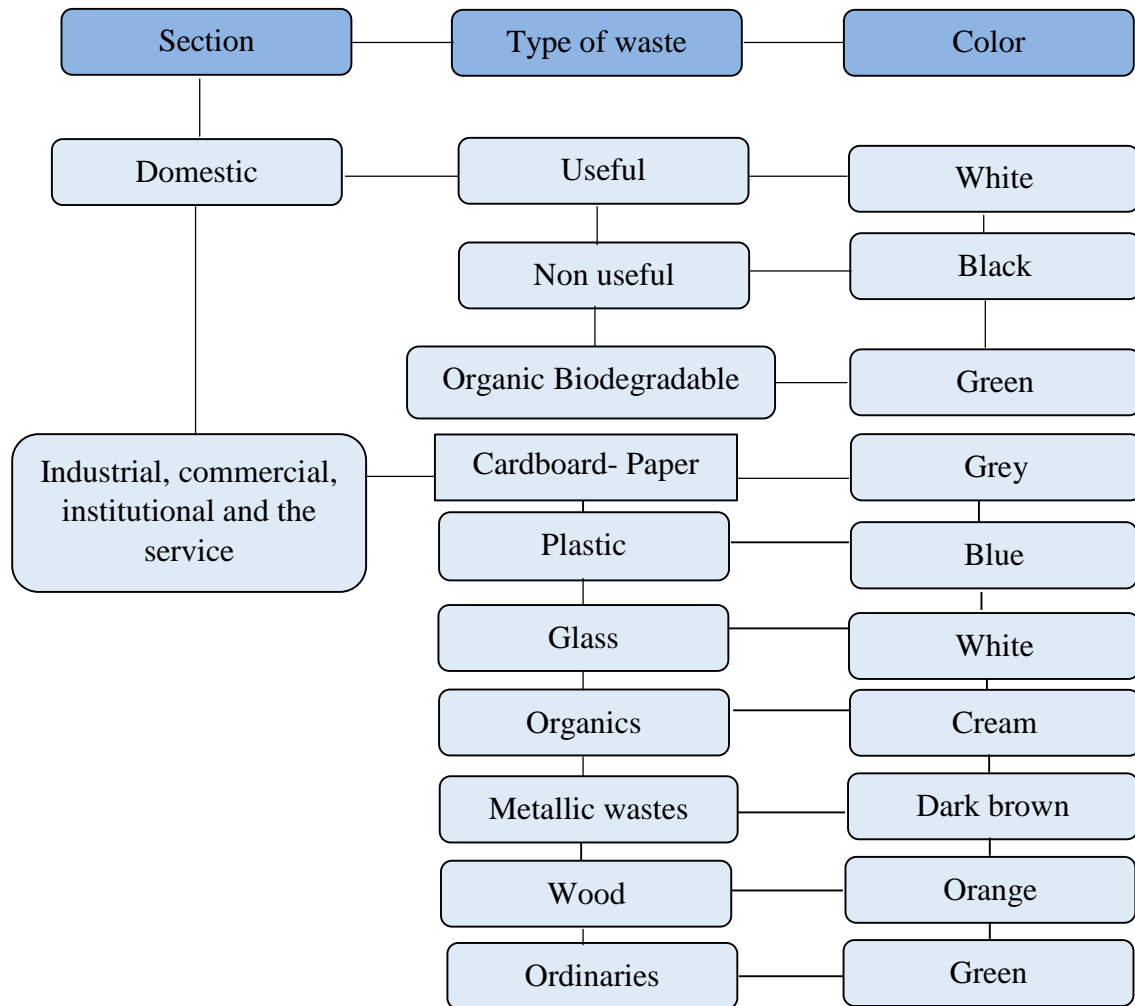 Section
Type of waste
Color
Domestic
Useful
White
Non useful
Black
Organic Biodegradable
Green
Industrial, commercial,
institutional and the
service
Cardboard- Paper
Grey
Plastic
Blue
Glass
White
Organics
Cream
Metallic wastes
Dark brown
Wood
Orange
Ordinaries
Green